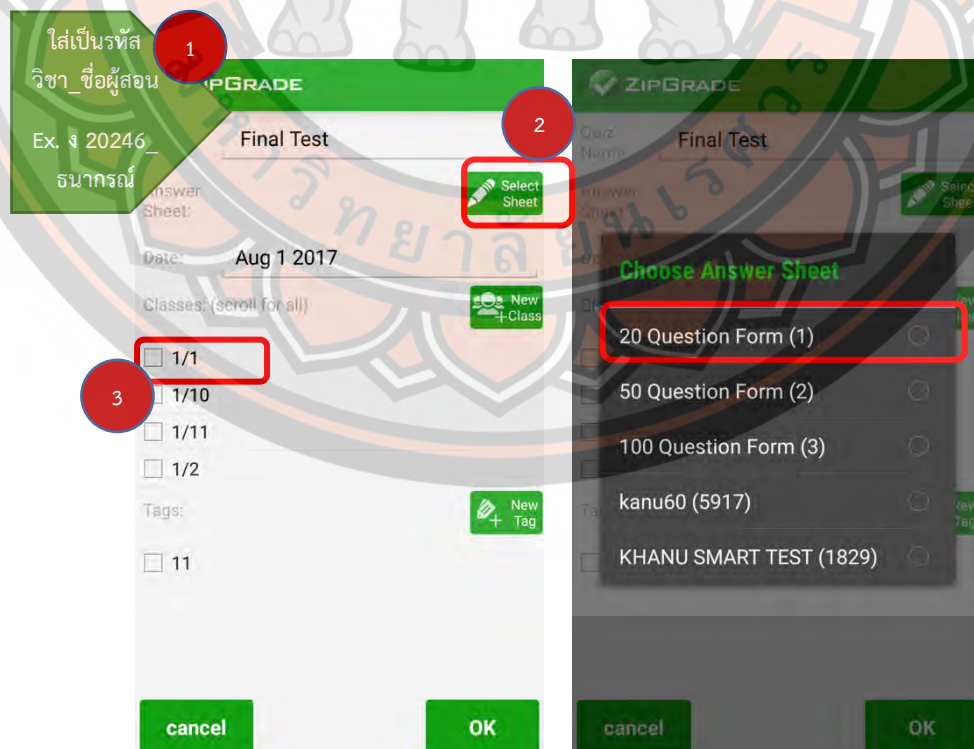 ใส่เป็นรหัส
วิชา_ชื่อผู้สอน
Ex. ง 20246_
ธนากรณ์
1
IPGRADE
Final Test
2
Answer
Sheet:
Select
Sheet
Date:
Aug 1 2017
Classes: (scroll for all)
New
+Class
1/1
3
1/10
1/11
1/2
Tags:
New
Tag
11
cancel
OK
ZIPGRADE
Quiz
Name
Final Test
Answer
Select
Choose Answer Sheet
20 Question Form (1)
50 Question Form (2)
100 Question Form (3)
kanu60 (5917)
KHANU SMART TEST (1829)
cancel
OK